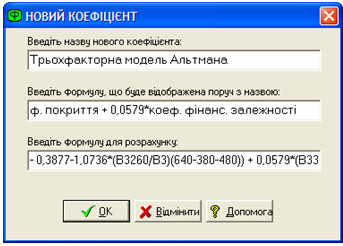 НОВИЙ КОЕФІЦІЄНТ
Введіть назву нового коефіцієнта:
Трьохфакторна модель Альтмана
Введіть формулу, що буде відображена поруч з назвою:
ф. покриття + 0,0579*коеф. фінанс. залежності
Введіть формулу для розрахунку:
- 0,3877-1,0736*(В3260/В3)(640-380-480)) + 0,0579*(В33
ОК
Відмінити
Допомога